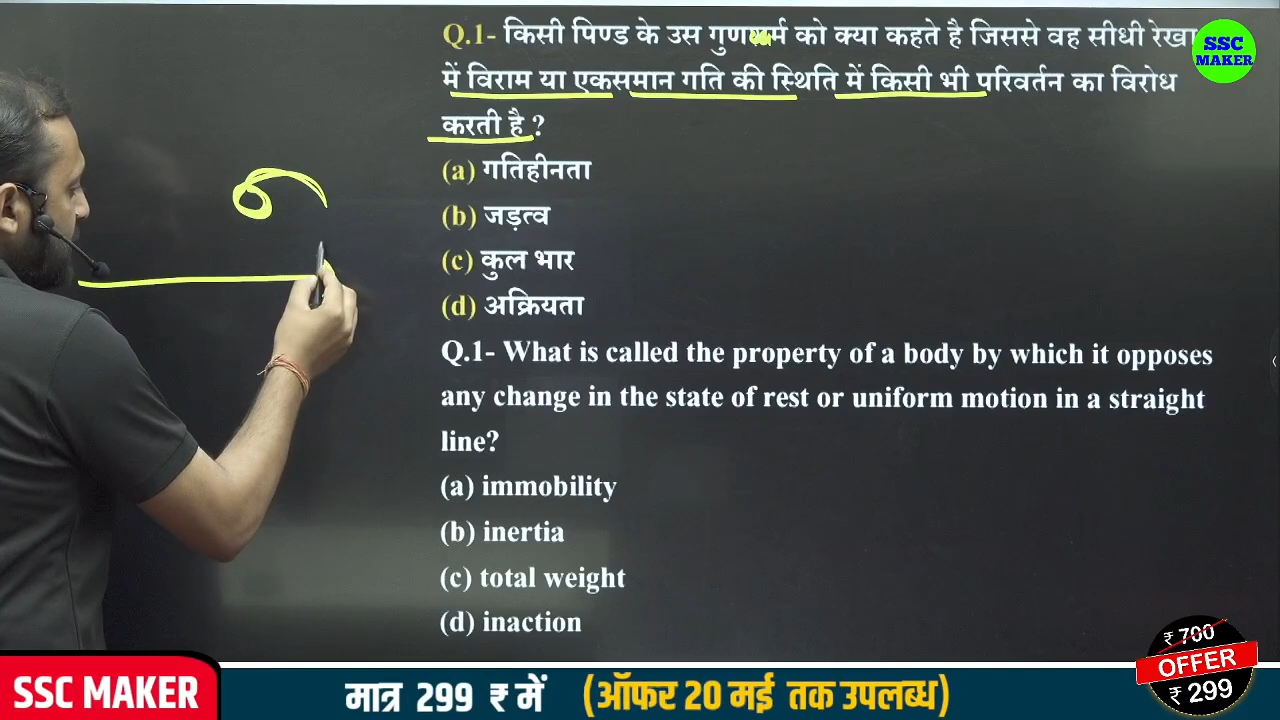 Q.1- किसी पिण्ड के उस गुणकर्म को क्या कहते है जिससे वह सीधी रेखा
में विराम या एकसमान गति की स्थिति में किसी भी परिवर्तन का विरोध
करती है ?
(a) गतिहीनता
(b) जड़त्व
(c) कुल भार
(d) अक्रियता
Q.1- What is called the property of a body by which it opposes
any change in the state of rest or uniform motion in a straight
line?
(a) immobility
(b) inertia
(c) total weight
(d) inaction
SSC
MAKER
SSC MAKER
मात्र 299 ₹ में (ऑफर 20 मई तक उपलब्ध)
₹ 700
OFFER
₹ 299